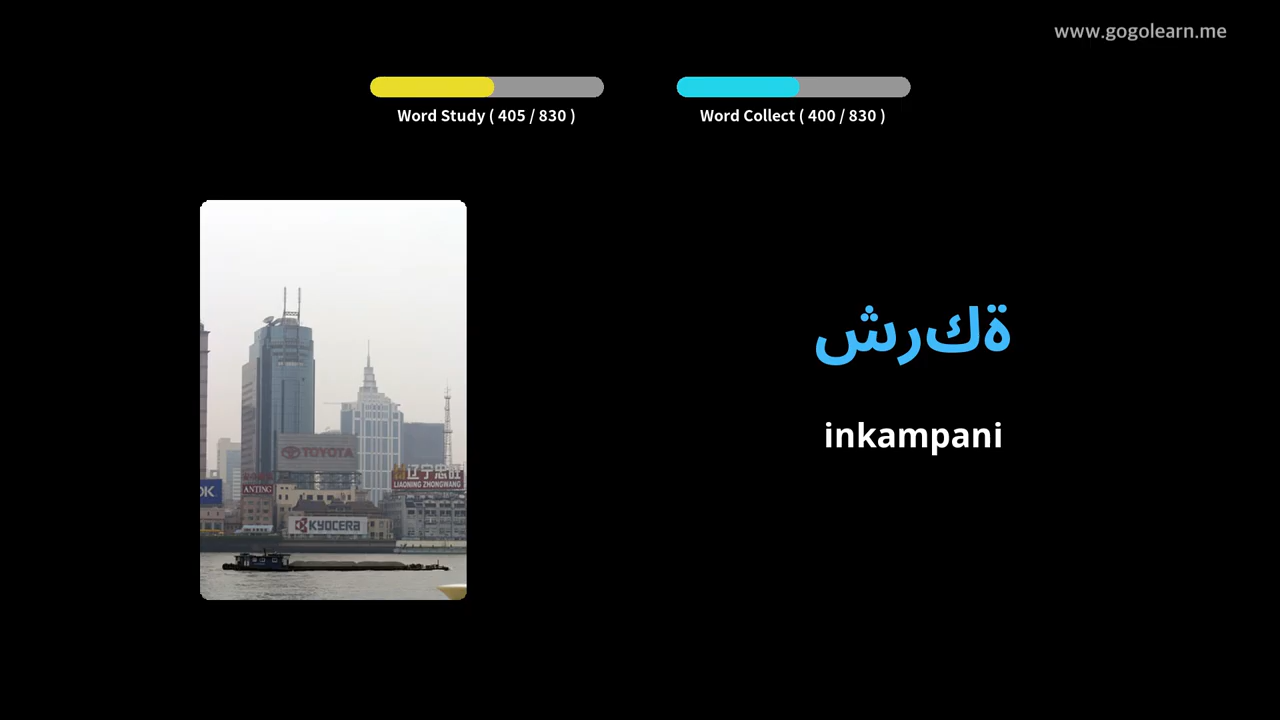 www.gogolearn.me
Word Study ( 405 / 830 )
Word Collect ( 400 / 830 )
ةكرش
inkampani
TOYOTA
辽宁忠旺
LIAONING ZHONGWANG
ANTING
KYOCERA